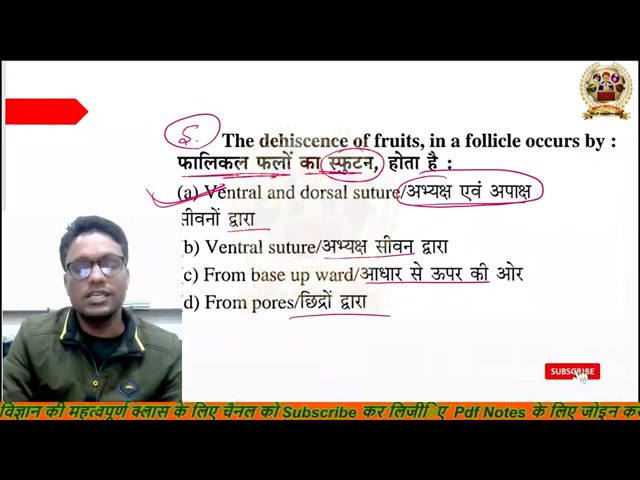 5.
The dehiscence of fruits, in a follicle occurs by :
फालिकल फलों का स्फुटन, होता है :
(a) Ventral and dorsal suture/अभ्यक्ष एवं अपाक्ष
सीवनों द्वारा
(b) Ventral suture/अभ्यक्ष सीवन द्वारा
(c) From base up ward/आधार से ऊपर की ओर
(d) From pores/छिद्रों द्वारा
SUBSCRIBE
विज्ञान की महत्वपूर्ण क्लास के लिए चैनल को Subscribe कर लिजीिए Pdf Notes के लिए जोइन कर